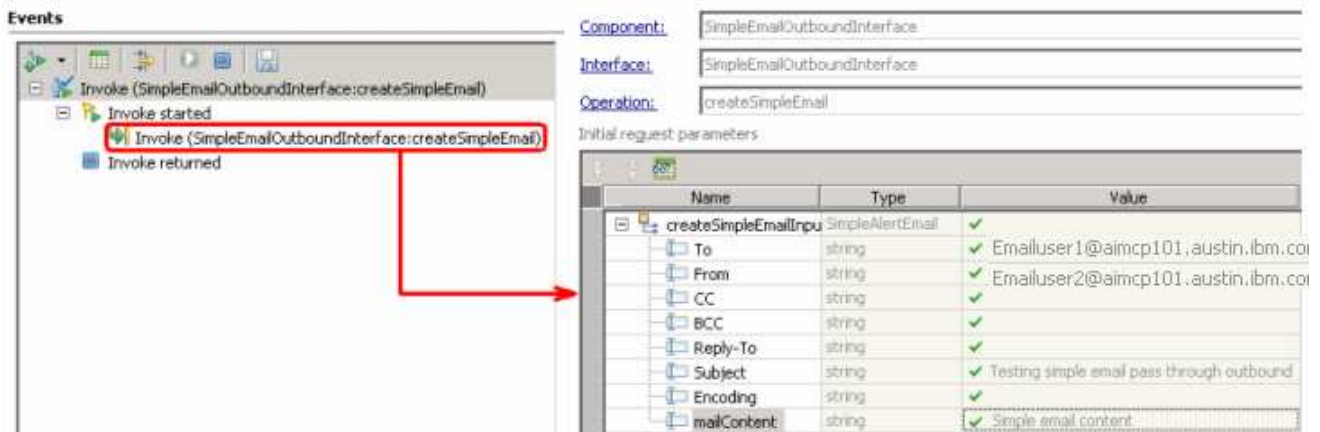 Events
Invoke (SimpleEmailOutboundInterface:createSimpleEmail)
Invoke started
Invoke (SimpleEmailOutboundInterface:createSimpleEmail)
Invoke returned
Component: SimpleEmailOutboundInterface
Interface: SimpleEmailOutboundInterface
Operation: createSimpleEmail
Initial request parameters
Name Type Value
createSimpleEmailInpu SimpleAlertEmail
To string Emailuser1@aimcp101.austin.ibm.co
From string Emailuser2@aimcp101.austin.ibm.co
CC string
BCC string
Reply-To string
Subject string Testing simple email pass through outbound
Encoding string
mailContent string Simple email content